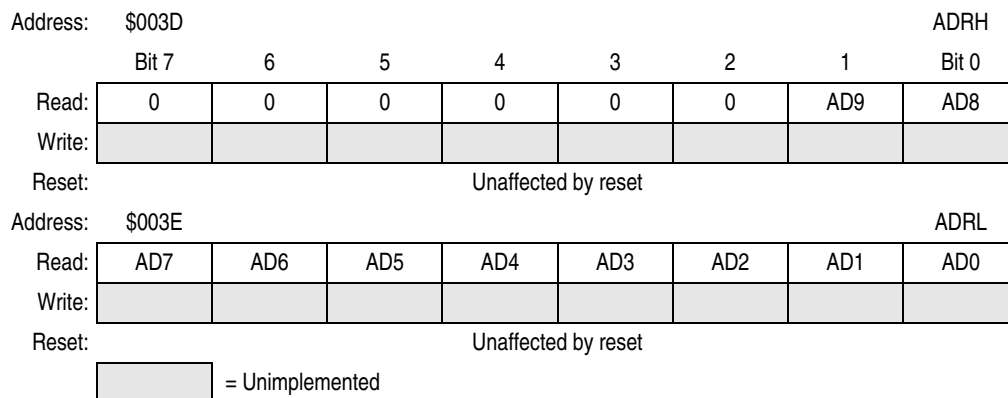 Address: $003D ADRH
Bit 7 6 5 4 3 2 1 Bit 0
Read: 0 0 0 0 0 0 AD9 AD8
Write:
Reset: Unaffected by reset
Address: $003E ADRL
Read: AD7 AD6 AD5 AD4 AD3 AD2 AD1 AD0
Write:
Reset: Unaffected by reset
= Unimplemented